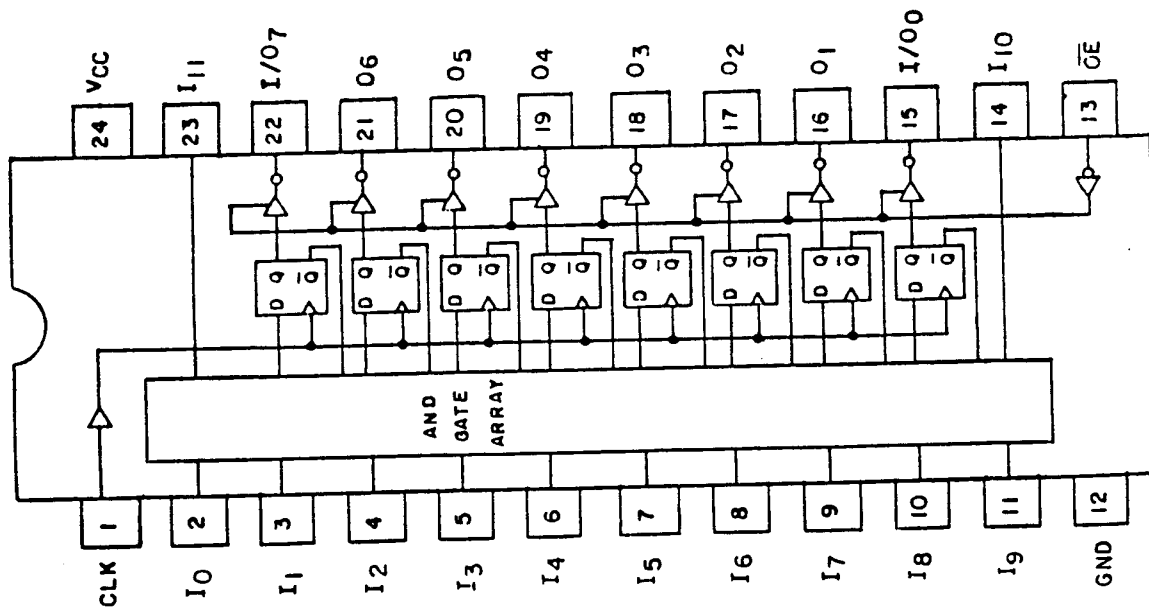 VCC
I11
I/O7
O6
O5
O4
O3
O2
O1
I/O0
I10
OE
24
23
22
21
20
19
18
17
16
15
14
13
D Q Q
D Q Q
D Q Q
D Q Q
D Q Q
D Q Q
D Q Q
D Q Q
AND
GATE
ARRAY
1
2
3
4
5
6
7
8
9
10
11
12
CLK
I0
I1
I2
I3
I4
I5
I6
I7
I8
I9
GND